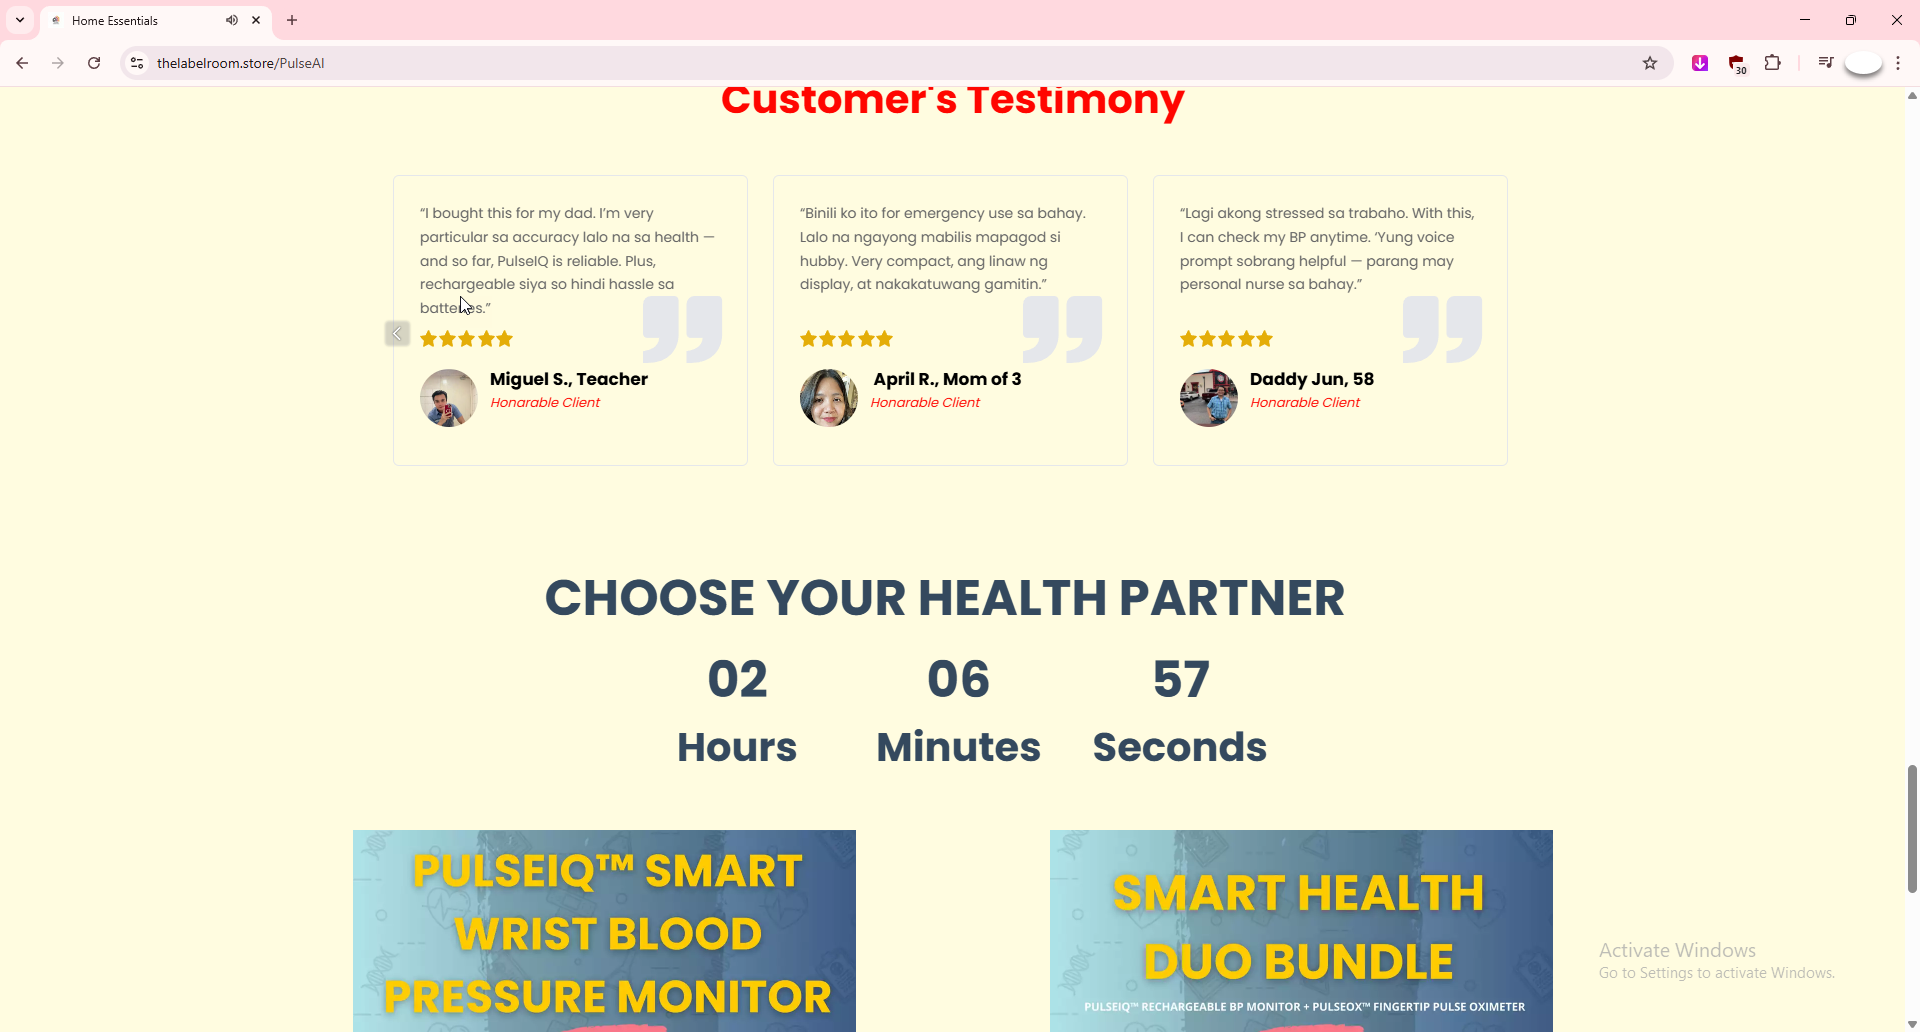 Home Essentials
thelabelroom.store/PulseAI
30
Customer's Testimony
“I bought this for my dad. I’m very
particular sa accuracy lalo na sa health —
and so far, PulseIQ is reliable. Plus,
rechargeable siya so hindi hassle sa
batteries.”
Miguel S., Teacher
Honarable Client
“Binili ko ito for emergency use sa bahay.
Lalo na ngayong mabilis mapagod si
hubby. Very compact, ang linaw ng
display, at nakakatuwang gamitin.”
April R., Mom of 3
Honarable Client
“Lagi akong stressed sa trabaho. With this,
I can check my BP anytime. ‘Yung voice
prompt sobrang helpful — parang may
personal nurse sa bahay.”
Daddy Jun, 58
Honarable Client
CHOOSE YOUR HEALTH PARTNER
02 06 57
Hours Minutes Seconds
PULSEIQ™ SMART
WRIST BLOOD
PRESSURE MONITOR
SMART HEALTH
DUO BUNDLE
PULSEIQ™ RECHARGEABLE BP MONITOR + PULSEOX™ FINGERTIP PULSE OXIMETER
Activate Windows
Go to Settings to activate Windows.